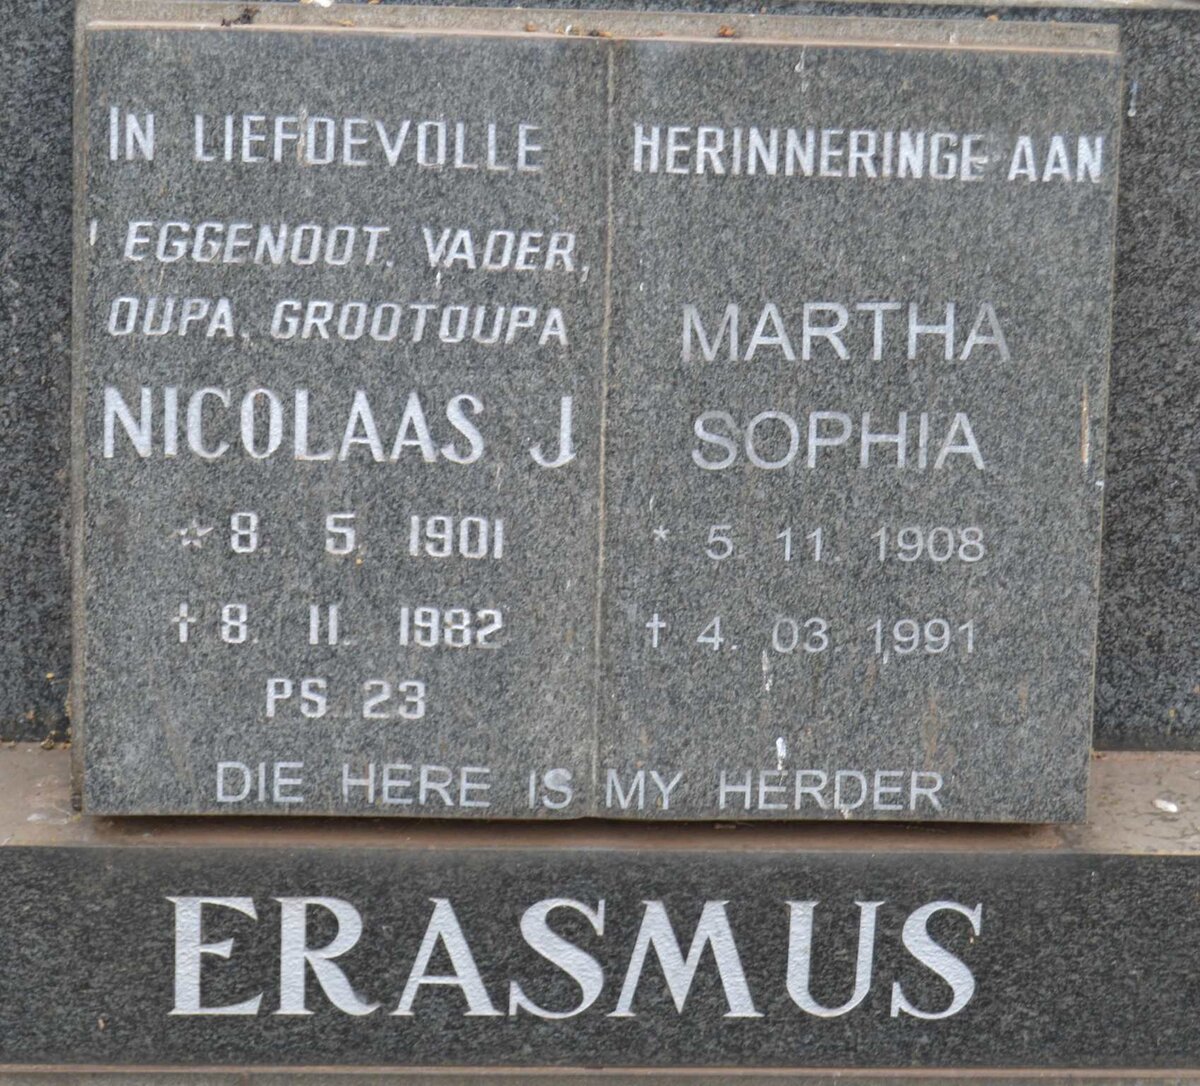 IN LIEFDEVOLLE HERINNERINGE AAN
EGGENOOT. VADER,
OUPA, GROOTOUPA
NICOLAAS J.
☆ 8. 5. 1901
† 8. 11. 1982
PS. 23
MARTHA
SOPHIA
* 5. 11. 1908
† 4. 03. 1991
DIE HERE IS MY HERDER
ERASMUS